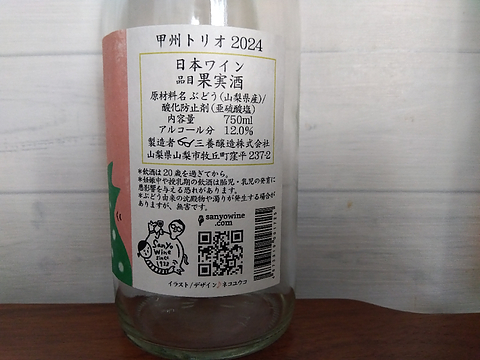 甲州トリオ 2024
日本ワイン
品目 果実酒
原材料名 ぶどう(山梨県産)/
酸化防止剤(亜硫酸塩)
内容量 750ml
アルコール分 12.0%
製造者 三養醸造株式会社
山梨県山梨市牧丘町窪平 237-2
*飲酒は20歳を過ぎてから。
*妊娠中や授乳期の飲酒は胎児・乳児の発育に
悪影響を与える恐れがあります。
*ぶどう由来の沈殿物や濁りが発生する場合が
ありますが、無害です。
sanyowine
.com
SanYo
Wine
since
1933
イラスト/デザイン♪ネコユウコ